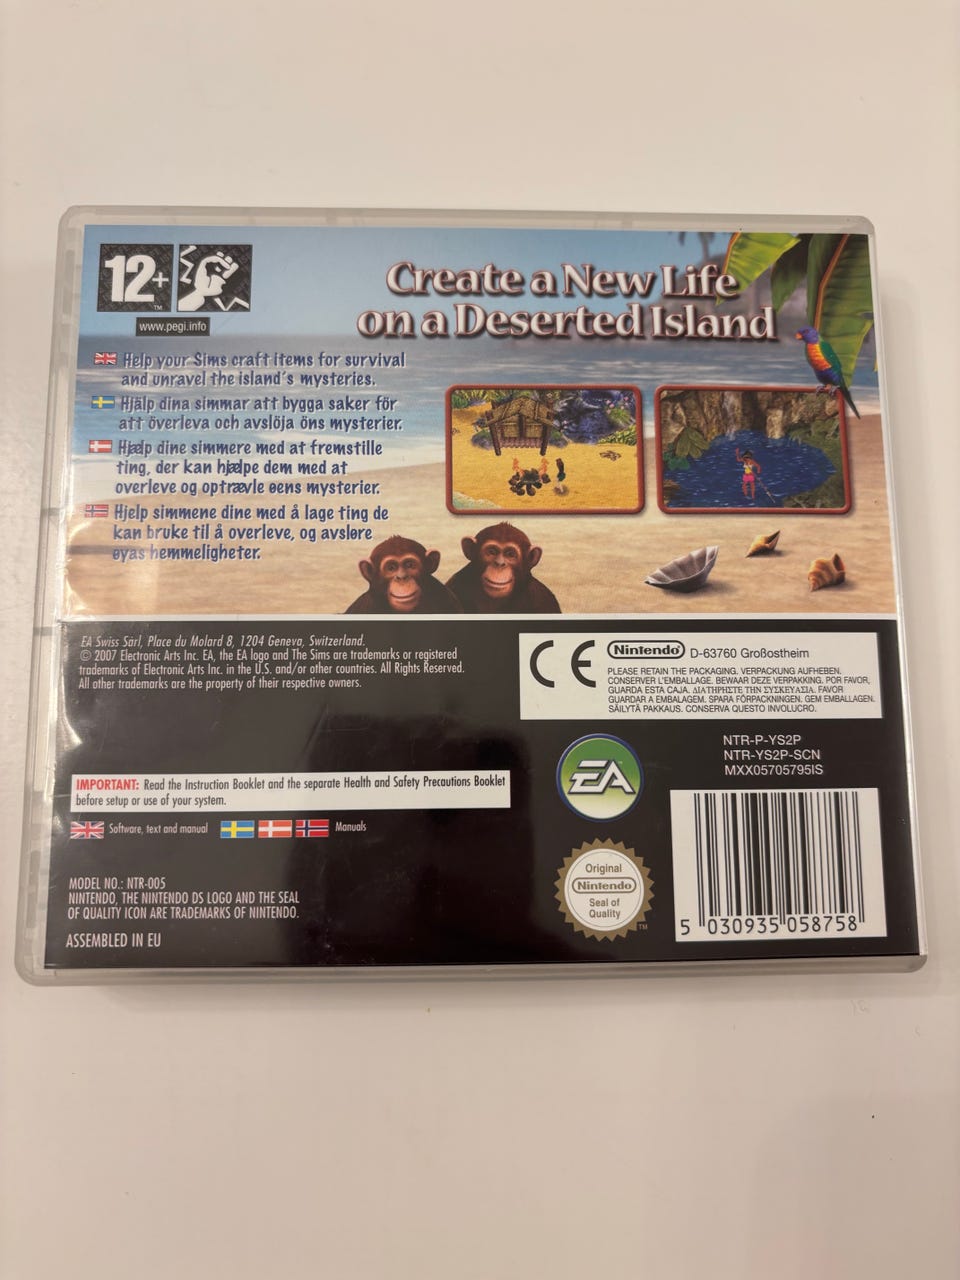 12+
™
www.pegi.info
Create a New Life
on a Deserted Island
Help your Sims craft items for survival
and unravel the island's mysteries.
Hjälp dina simmar att bygga saker för
att överleva och avslöja öns mysterier.
Hjælp dine simmere med at fremstille
ting, der kan hjælpe dem med at
overleve og optrævle øens mysterier.
Hjelp simmene dine med å lage ting de
kan bruke til å overleve, og avsløre
øyas hemmeligheter.
EA Swiss Sàrl, Place du Molard 8, 1204 Geneva, Switzerland.
© 2007 Electronic Arts Inc. EA, the EA logo and The Sims are trademarks or registered
trademarks of Electronic Arts Inc. in the U.S. and/or other countries. All Rights Reserved.
All other trademarks are the property of their respective owners.
CE
Nintendo® D-63760 Großostheim
PLEASE RETAIN THE PACKAGING. VERPACKUNG AUFHEBEN.
CONSERVER L'EMBALLAGE. BEWAAR DEZE VERPAKKING. POR FAVOR,
GUARDA ESTA CAJA. ΔΙΑΤΗΡΗΣΤΕ ΤΗΝ ΣΥΣΚΕΥΑΣΙΑ. FAVOR
GUARDAR A EMBALAGEM. SPARA FÖRPACKNINGEN. GEM EMBALLAGEN.
SÄILYTÄ PAKKAUS. CONSERVA QUESTO INVOLUCRO.
NTR-P-YS2P
NTR-YS2P-SCN
MXX05705795IS
EA
IMPORTANT: Read the Instruction Booklet and the separate Health and Safety Precautions Booklet
before setup or use of your system.
Software, text and manual
Manuals
MODEL NO.: NTR-005
NINTENDO, THE NINTENDO DS LOGO AND THE SEAL
OF QUALITY ICON ARE TRADEMARKS OF NINTENDO.
ASSEMBLED IN EU
Original
Nintendo
Seal of
Quality
TM
5 030935 058758